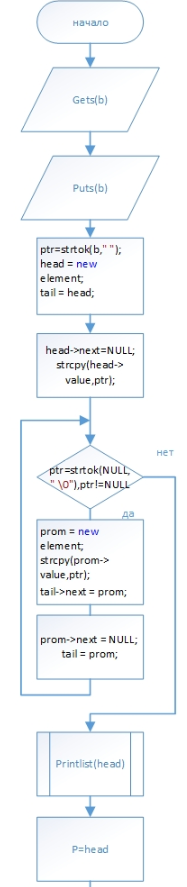 начало
Gets(b)
Puts(b)
ptr=strtok(b," ");
head = new
element;
tail = head;
head->next=NULL;
strcpy(head->
value,ptr);
нет
ptr=strtok(NULL,
" \0"),ptr!=NULL
да
prom = new
element;
strcpy(prom->
value,ptr);
tail->next = prom;
prom->next = NULL;
tail = prom;
Printlist(head)
P=head